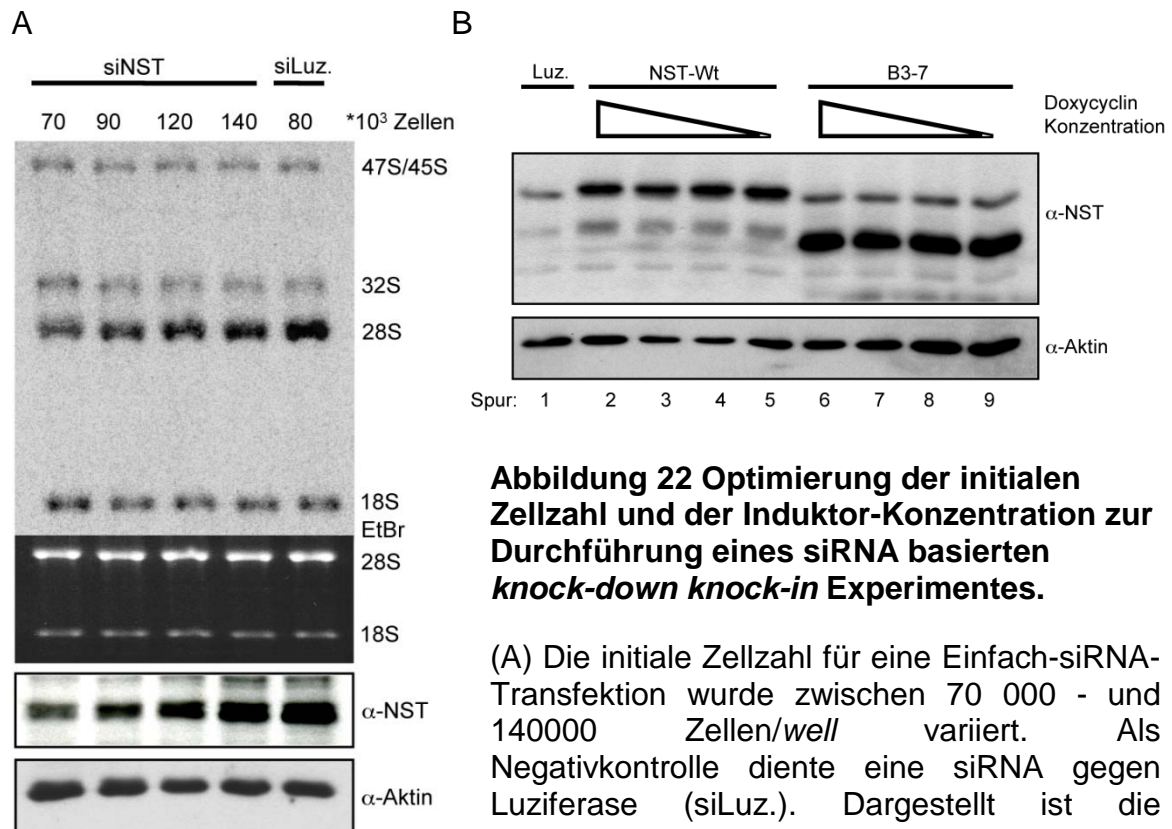 A
siNST siLuz.
70 90 120 140 80 *10³ Zellen
47S/45S
32S
28S
18S
EtBr
28S
18S
α-NST
α-Aktin
B
Luz. NST-Wt B3-7
Doxycyclin
Konzentration
α-NST
α-Aktin
Spur: 1 2 3 4 5 6 7 8 9
Abbildung 22 Optimierung der initialen
Zellzahl und der Induktor-Konzentration zur
Durchführung eines siRNA basierten
knock-down knock-in Experimentes.
(A) Die initiale Zellzahl für eine Einfach-siRNA-
Transfektion wurde zwischen 70 000 - und
140000 Zellen/well variiert. Als
Negativkontrolle diente eine siRNA gegen
Luziferase (siLuz.). Dargestellt ist die